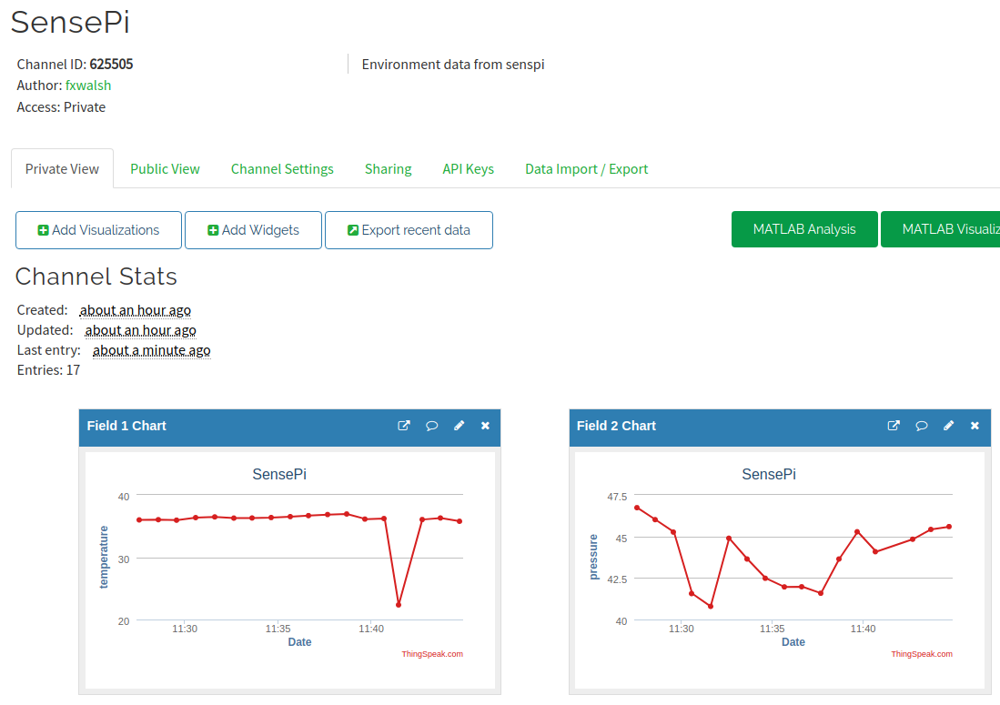 SensePi
Channel ID: 625505
Author: fxwalsh
Access: Private
Environment data from senspi
Private View Public View Channel Settings Sharing API Keys Data Import / Export
Add Visualizations Add Widgets Export recent data MATLAB Analysis MATLAB Visualiz
Channel Stats
Created: about an hour ago
Updated: about an hour ago
Last entry: about a minute ago
Entries: 17
Field 1 Chart
SensePi
temperature
40
30
20
11:30 11:35 11:40
Date
ThingSpeak.com
Field 2 Chart
SensePi
pressure
47.5
45
42.5
40
11:30 11:35 11:40
Date
ThingSpeak.com